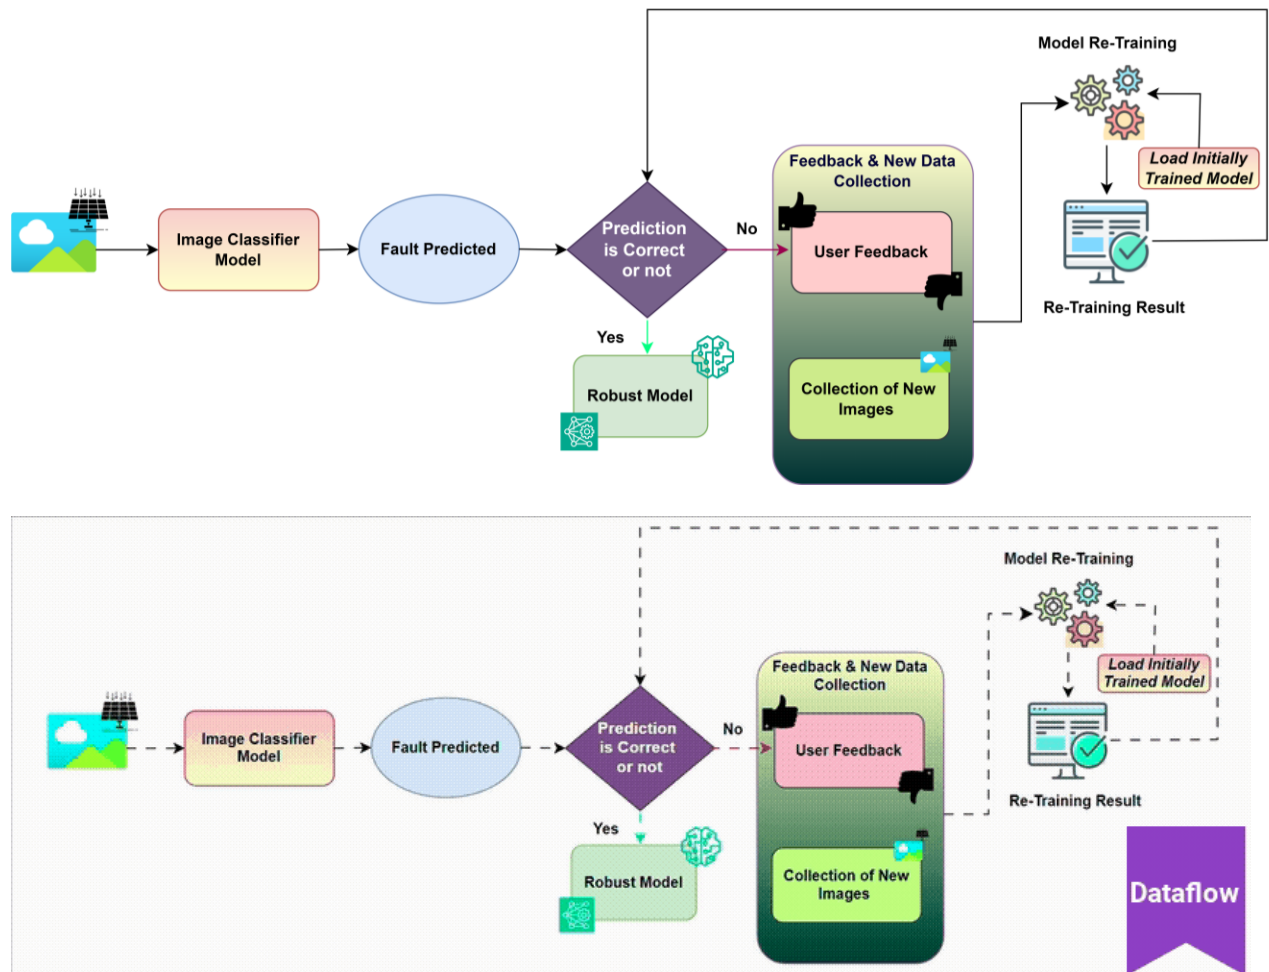 Model Re-Training
Load Initially
Trained Model
Feedback & New Data
Collection
Image Classifier
Model
Fault Predicted
Prediction
is Correct
or not
No
User Feedback
Re-Training Result
Yes
Robust Model
Collection of New
Images
Model Re-Training
Load Initially
Trained Model
Feedback & New Data
Collection
Image Classifier
Model
Fault Predicted
Prediction
is Correct
or not
No
User Feedback
Re-Training Result
Yes
Robust Model
Collection of New
Images
Dataflow